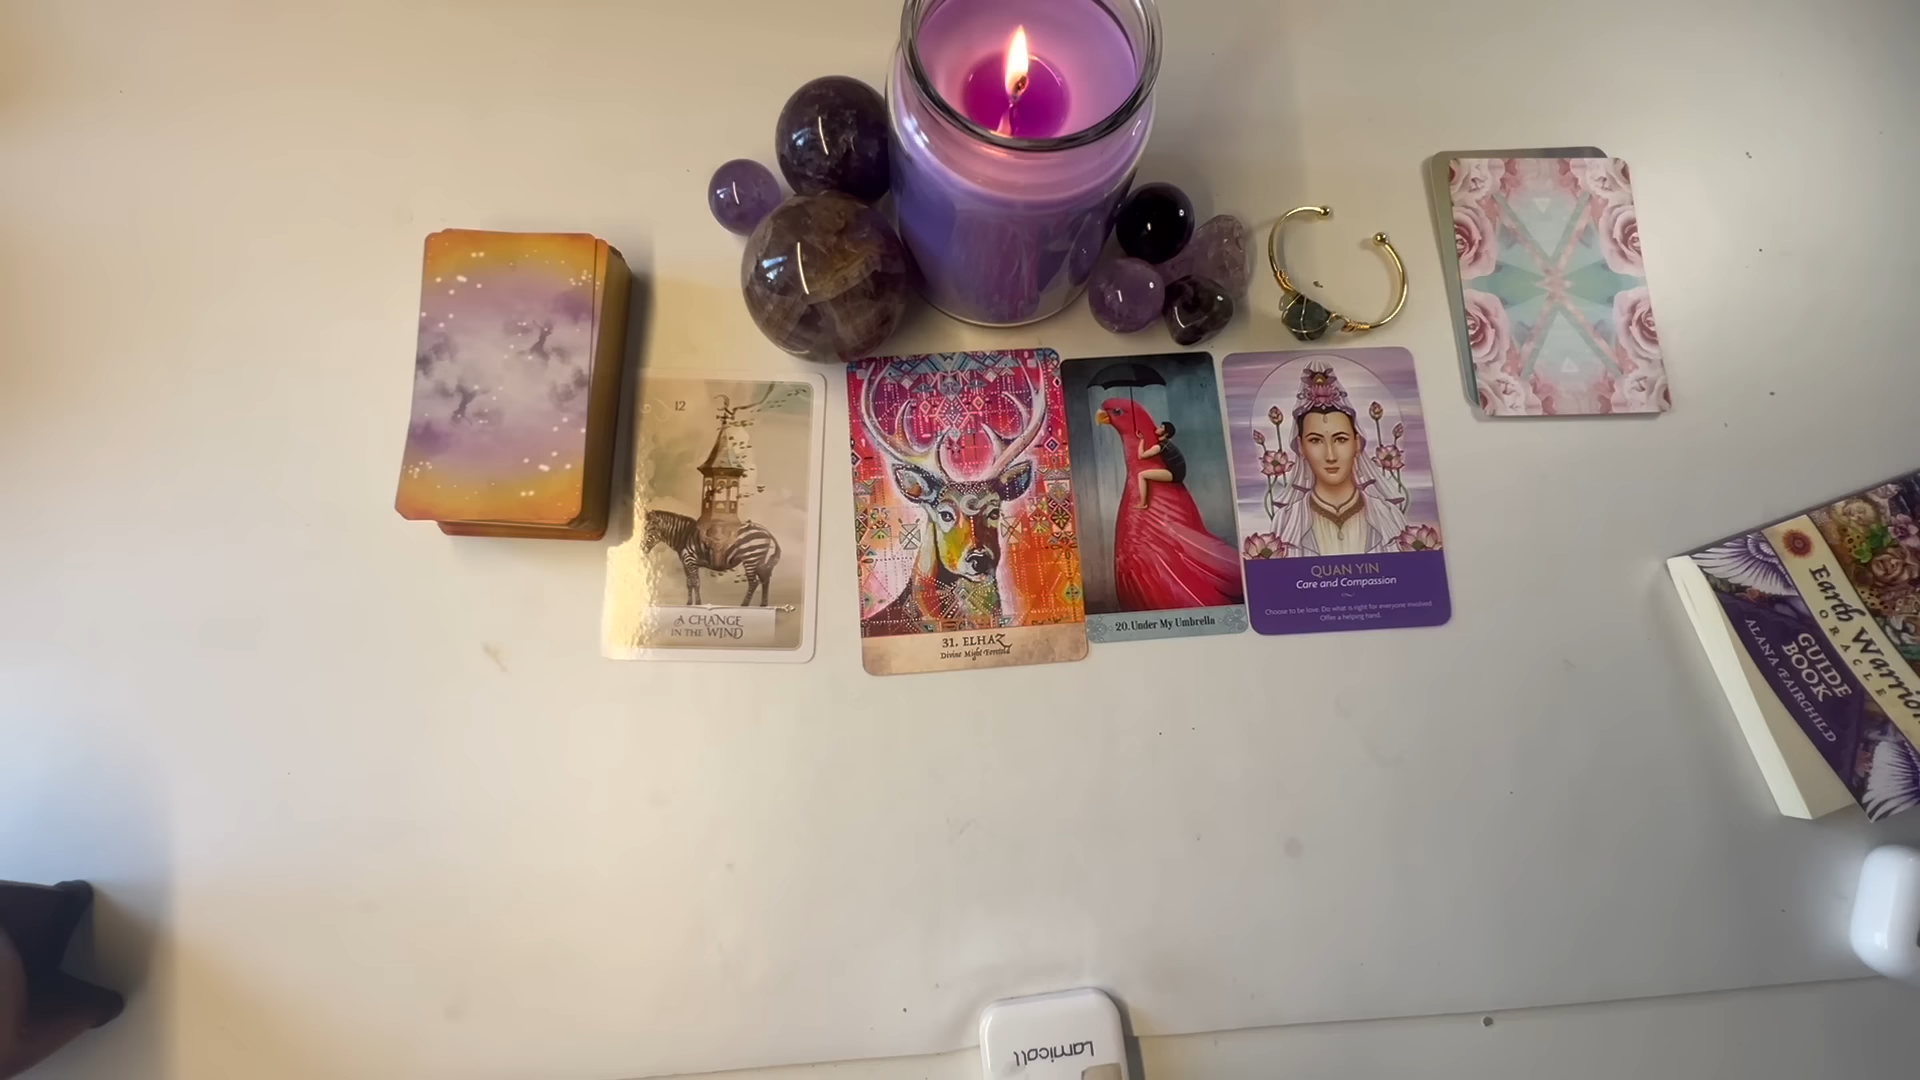 12
A CHANGE
IN THE WIND
31. ELHAZ
Divine Might Foretold
20. Under My Umbrella
QUAN YIN
Care and Compassion
Choose to be love. Do what is right for everyone involved.
Offer a helping hand.
Earth Warriors
ORACLE
GUIDE
BOOK
ALANA FAIRCHILD
Lamicall